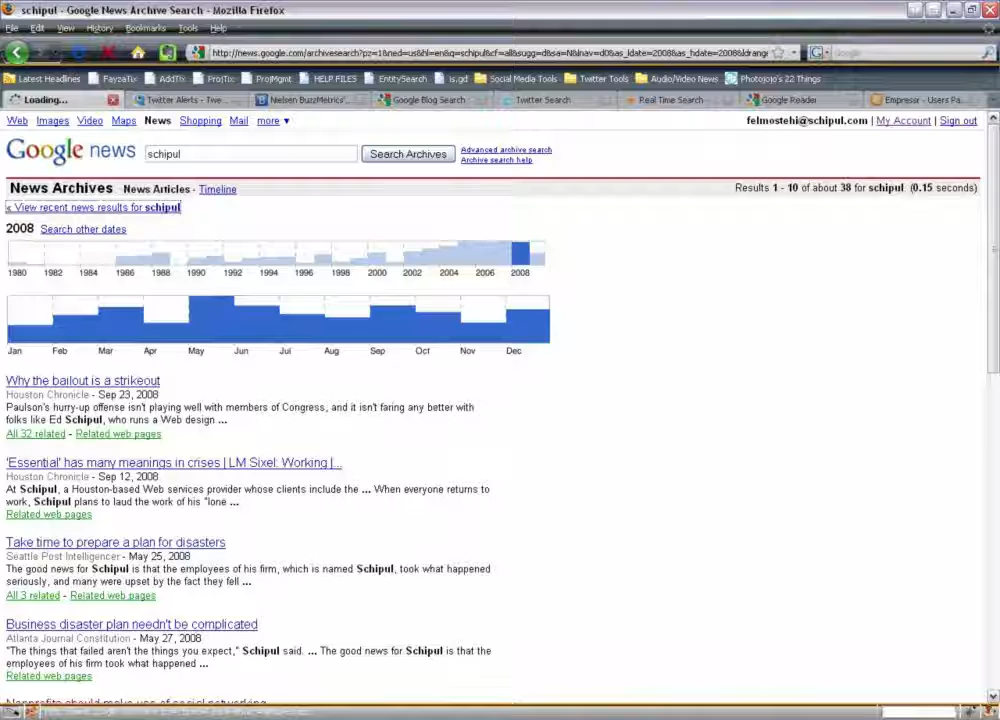 schipul - Google News Archive Search - Mozilla Firefox
File Edit View History Bookmarks Tools Help
http://news.google.com/archivesearch?pz=1&ned=us&hl=en&q=schipul&cf=all&sugg=d&sa=N&lnav=d0&as_ldate=2008&as_hdate=2008&ldrange
Latest Headlines FayzaTix AddTix ProjTix ProjMgmt HELP FILES EntitySearch is.gd Social Media Tools Twitter Tools Audio/Video News Photojojo's 22 Things
Loading... Twitter Alerts - Twe... Nielsen BuzzMetrics'... Google Blog Search Twitter Search Real Time Search Google Reader Empressr - Users Pa...
Web Images Video Maps News Shopping Mail more ▼ felmostehi@schipul.com | My Account | Sign out
Google news schipul Search Archives Advanced archive search
Archive search help
News Archives News Articles - Timeline Results 1 - 10 of about 38 for schipul (0.15 seconds)
« View recent news results for schipul
2008 Search other dates
1980 1982 1984 1986 1988 1990 1992 1994 1996 1998 2000 2002 2004 2006 2008
Jan Feb Mar Apr May Jun Jul Aug Sep Oct Nov Dec
Why the bailout is a strikeout
Houston Chronicle - Sep 23, 2008
Paulson's hurry-up offense isn't playing well with members of Congress, and it isn't faring any better with
folks like Ed Schipul, who runs a Web design ...
All 32 related - Related web pages
'Essential' has many meanings in crises | LM Sixel: Working |...
Houston Chronicle - Sep 12, 2008
At Schipul, a Houston-based Web services provider whose clients include the ... When everyone returns to
work, Schipul plans to laud the work of his "lone ...
Related web pages
Take time to prepare a plan for disasters
Seattle Post Intelligencer - May 25, 2008
The good news for Schipul is that the employees of his firm, which is named Schipul, took what happened
seriously, and many were upset by the fact they fell ...
All 3 related - Related web pages
Business disaster plan needn't be complicated
Atlanta Journal Constitution - May 27, 2008
"The things that failed aren't the things you expect," Schipul said. ... The good news for Schipul is that the
employees of his firm took what happened ...
Related web pages
Nonprofits should make use of social networking